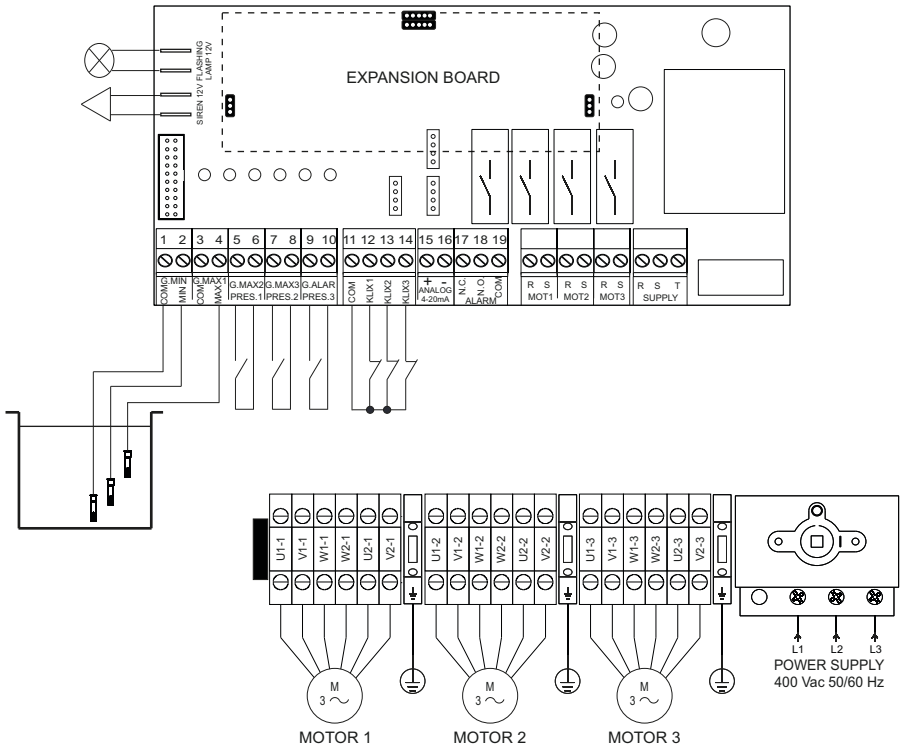 FLASHING
LAMP 12V
SIREN 12V
EXPANSION BOARD
1 2 3 4 5 6 7 8 9 10 11 12 13 14 15 16 17 18 19
G.MIN G.MAX1 G.MAX2 G.MAX3 G.ALAR
COM MIN COM MAX1 PRES.1 PRES.2 PRES.3
COM KLIX1 KLIX2 KLIX3
+ -
ANALOG
4-20mA
N.C. N.O. COM
ALARM
R S R S R S R S T
MOT1 MOT2 MOT3 SUPPLY
U1-1 V1-1 W1-1 W2-1 U2-1 V2-1 U1-2 V1-2 W1-2 W2-2 U2-2 V2-2 U1-3 V1-3 W1-3 W2-3 U2-3 V2-3
I
L1 L2 L3
POWER SUPPLY
400 Vac 50/60 Hz
M M M
3 3 3
MOTOR 1 MOTOR 2 MOTOR 3